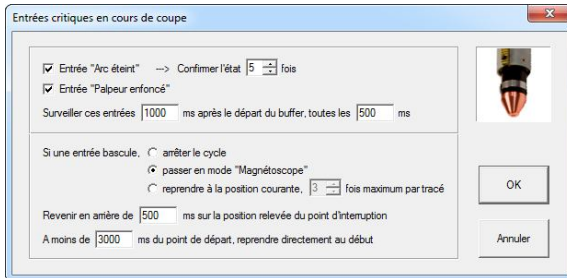 Entrées critiques en cours de coupe
Entrée "Arc éteint" --> Confirmer l'état 5 fois
Entrée "Palpeur enfoncé"
Surveiller ces entrées 1000 ms après le départ du buffer, toutes les 500 ms
Si une entrée bascule, arrêter le cycle
passer en mode "Magnétoscope"
reprendre à la position courante, 3 fois maximum par tracé
OK
Revenir en arrière de 500 ms sur la position relevée du point d'interruption
A moins de 3000 ms du point de départ, reprendre directement au début
Annuler